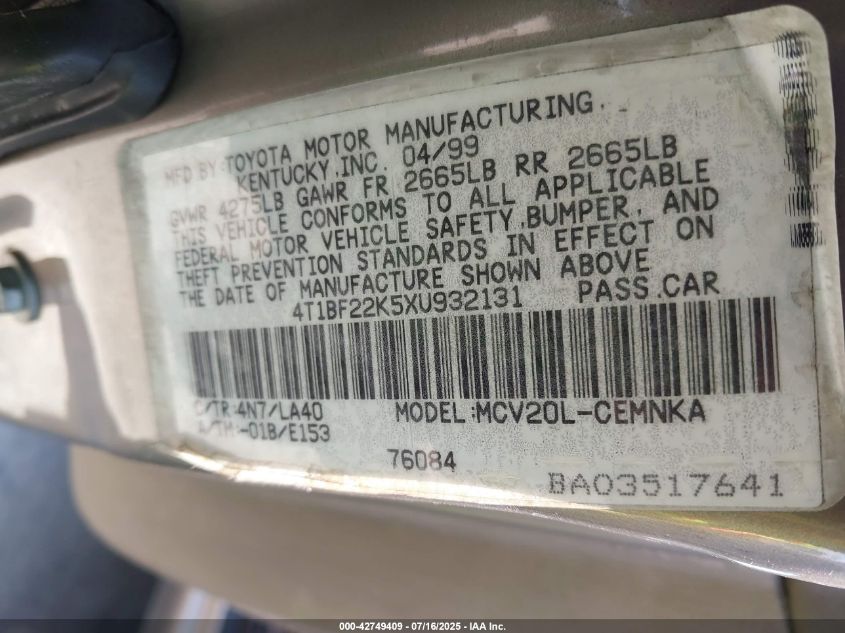 MFD BY:TOYOTA MOTOR MANUFACTURING,
KENTUCKY,INC. 04/99
GVWR 4275LB GAWR FR 2665LB RR 2665LB
THIS VEHICLE CONFORMS TO ALL APPLICABLE
FEDERAL MOTOR VEHICLE SAFETY,BUMPER, AND
THEFT PREVENTION STANDARDS IN EFFECT ON
THE DATE OF MANUFACTURE SHOWN ABOVE
4T1BF22K5XU932131 PASS.CAR
C/TR:4N7/LA40 MODEL:MCV20L-CEMNKA
A/TM:-01B/E153
76084
BA03517641
000-42749409 - 07/16/2025 - IAA Inc.